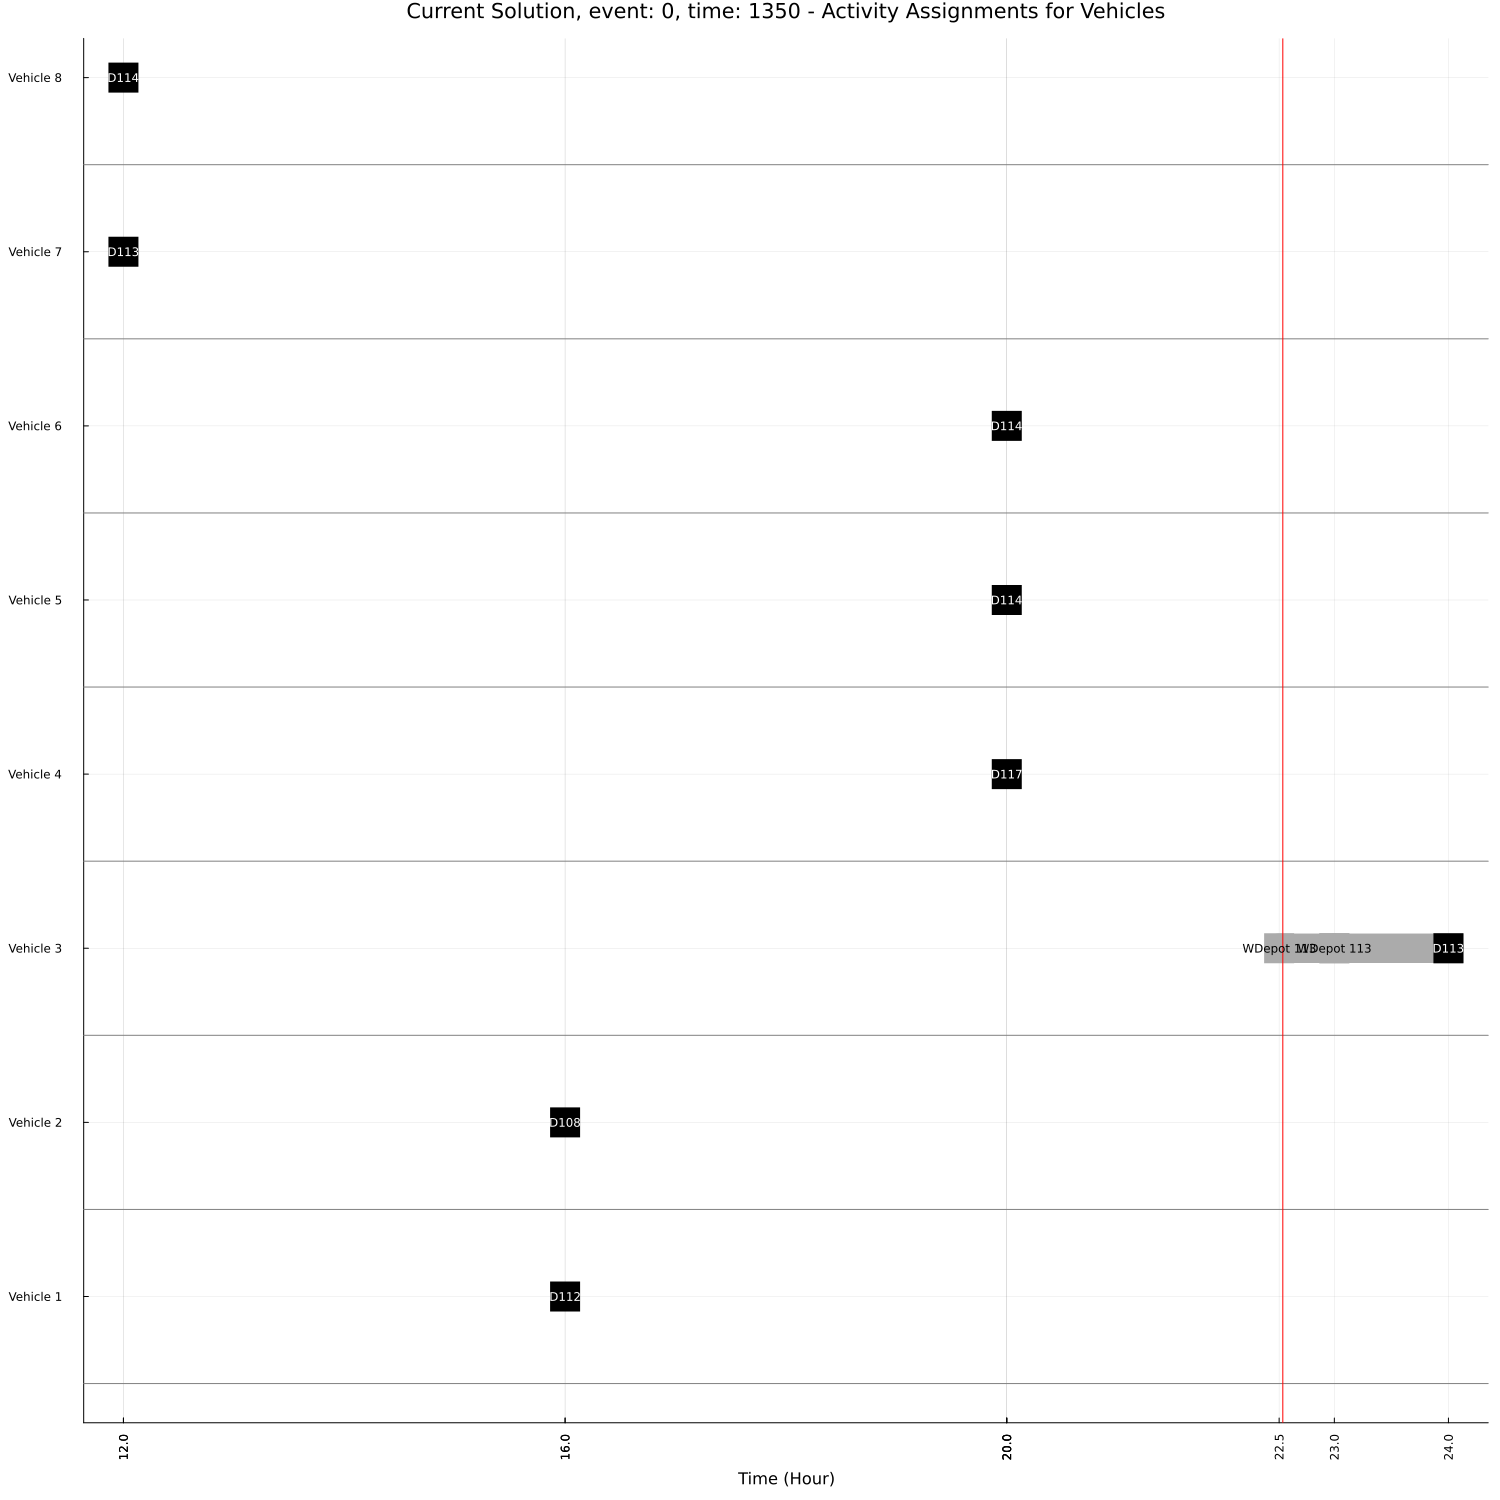 Current Solution, event: 0, time: 1350 - Activity Assignments for Vehicles
Vehicle 8
D114
Vehicle 7
D113
Vehicle 6
D114
Vehicle 5
D114
Vehicle 4
D117
Vehicle 3
WDepot 113
WDepot 113
D113
Vehicle 2
D108
Vehicle 1
D112
12.0
16.0
20.0
22.5
23.0
24.0
Time (Hour)